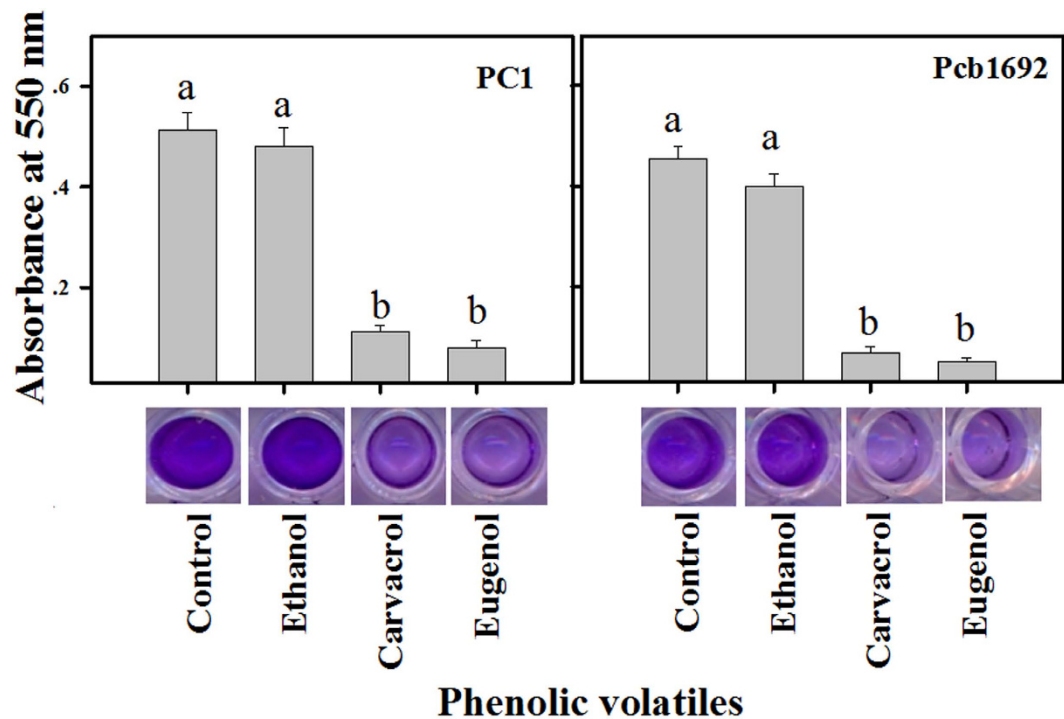 Absorbance at 550 nm
.6
.4
.2
PC1
a
a
b
b
Pcb1692
a
a
b
b
Control
Ethanol
Carvacrol
Eugenol
Control
Ethanol
Carvacrol
Eugenol
Phenolic volatiles